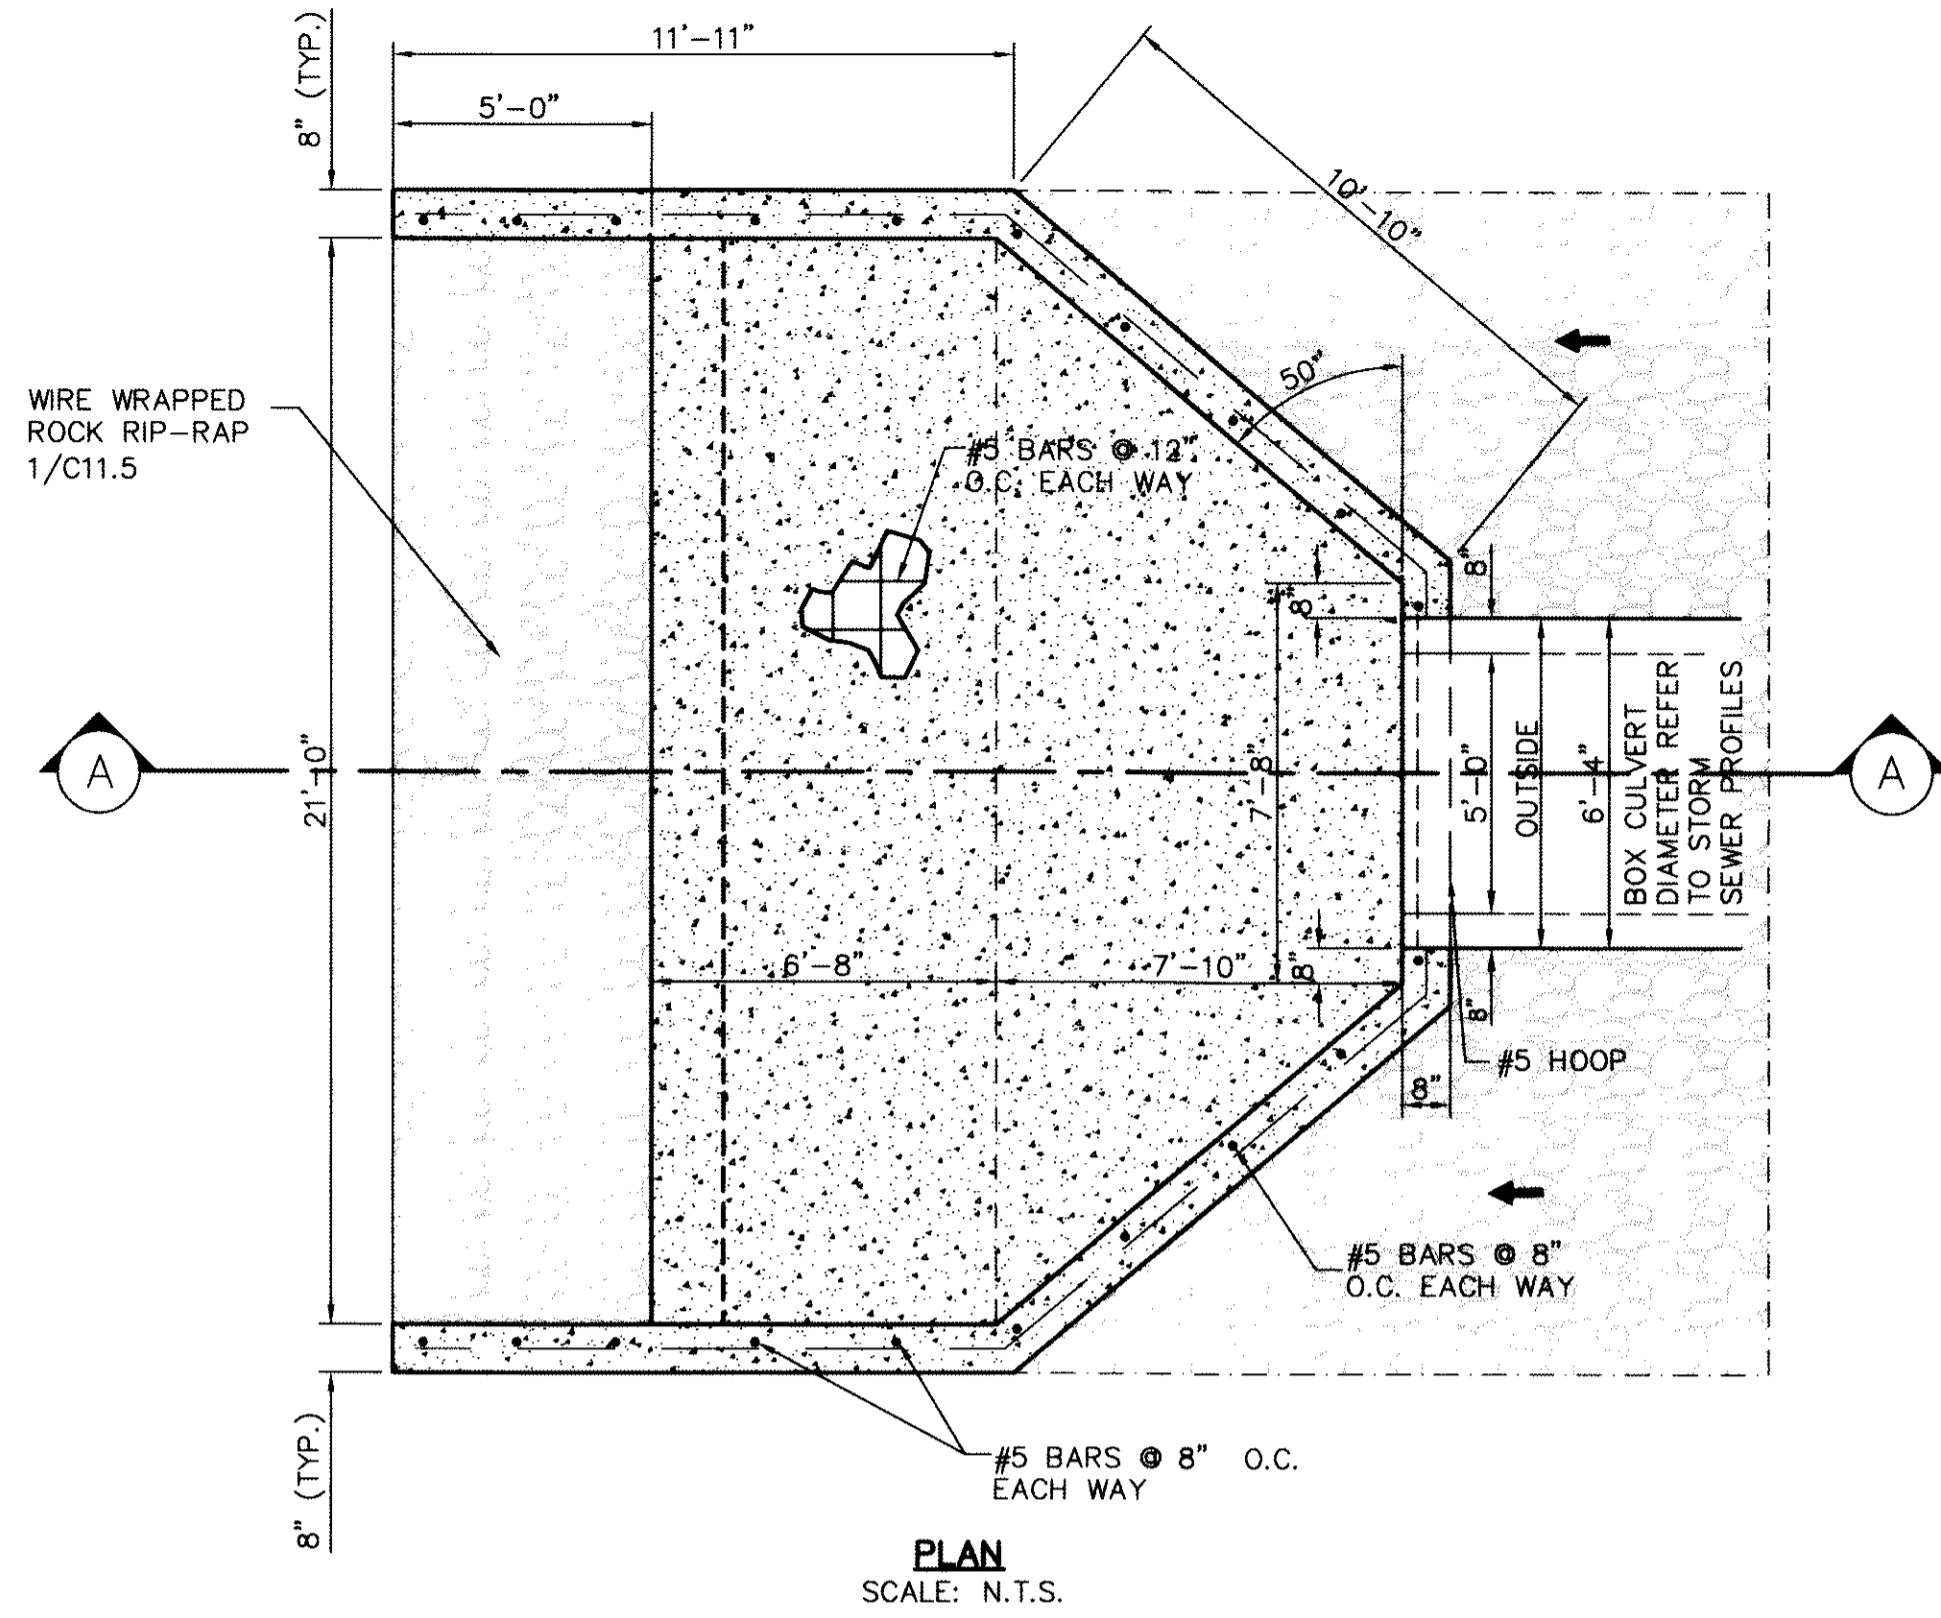 11'-11"
8" (TYP.)
5'-0"
10'-10"
WIRE WRAPPED
ROCK RIP-RAP
1/C11.5
50"
#5 BARS @ 12"
O.C. EACH WAY
8"
8"
A
21'-0"
7'-8"
5'-0"
OUTSIDE
6'-4"
BOX CULVERT
DIAMETER REFER
TO STORM
SEWER PROFILES
A
6'-8"
7'-10"
8"
8"
#5 HOOP
8"
#5 BARS @ 8"
O.C. EACH WAY
8" (TYP.)
#5 BARS @ 8" O.C.
EACH WAY
PLAN
SCALE: N.T.S.